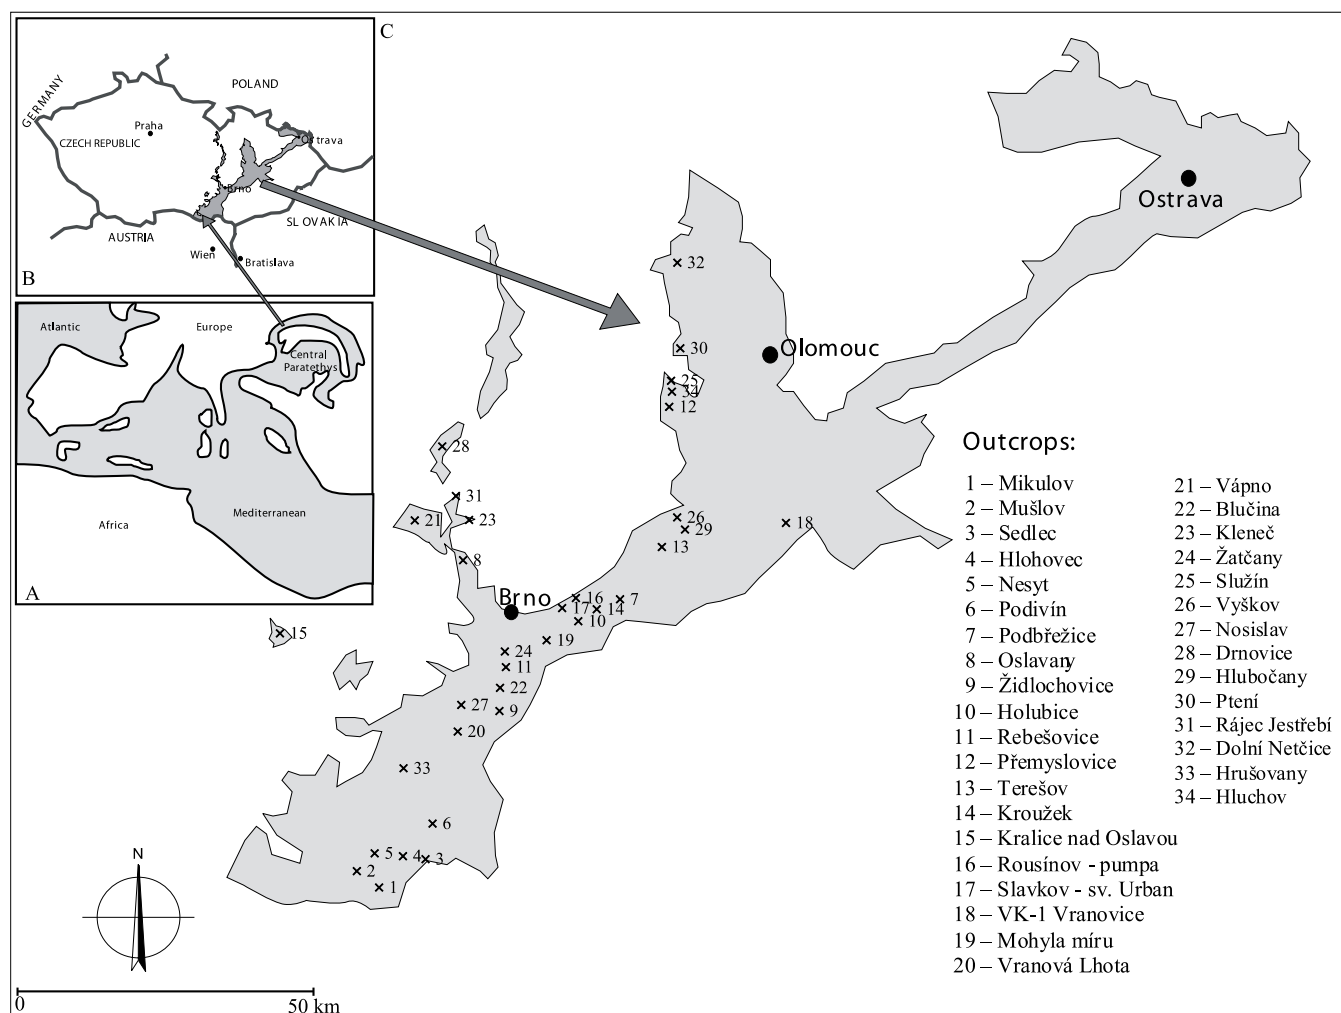 C
GERMANY
POLAND
Praha
CZECH REPUBLIC
Ostrava
Brno
SLOVAKIA
AUSTRIA
Wien
Bratislava
B
Atlantic
Europe
Central
Paratethys
Africa
Mediterranean
A
Ostrava
32
30
Olomouc
25
34
12
28
31
21
23
26
29
18
13
8
Brno
16
7
17
14
10
15
19
24
11
22
27
9
20
33
6
5
4
3
2
1
N
0
50 km
Outcrops:
1 – Mikulov
2 – Mušlov
3 – Sedlec
4 – Hlohovec
5 – Nesyt
6 – Podivín
7 – Podbřežice
8 – Oslavany
9 – Židlochovice
10 – Holubice
11 – Rebešovice
12 – Přemyslovice
13 – Terešov
14 – Kroužek
15 – Kralice nad Oslavou
16 – Rousínov - pumpa
17 – Slavkov - sv. Urban
18 – VK-1 Vranovice
19 – Mohyla míru
20 – Vranová Lhota
21 – Vápno
22 – Blučina
23 – Kleneč
24 – Žatčany
25 – Služín
26 – Vyškov
27 – Nosislav
28 – Drnovice
29 – Hlubočany
30 – Ptení
31 – Rájec Jestřebí
32 – Dolní Netčice
33 – Hrušovany
34 – Hluchov